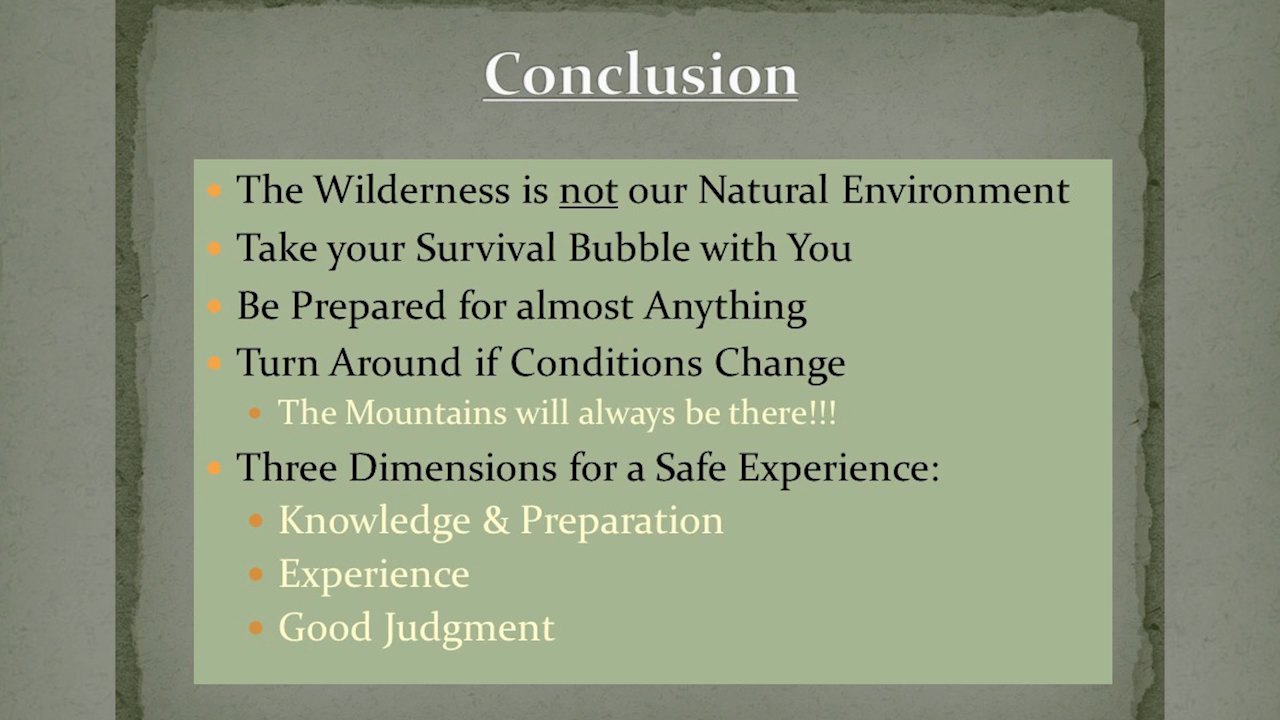 Conclusion
The Wilderness is not our Natural Environment
Take your Survival Bubble with You
Be Prepared for almost Anything
Turn Around if Conditions Change
The Mountains will always be there!!!
Three Dimensions for a Safe Experience:
Knowledge & Preparation
Experience
Good Judgment